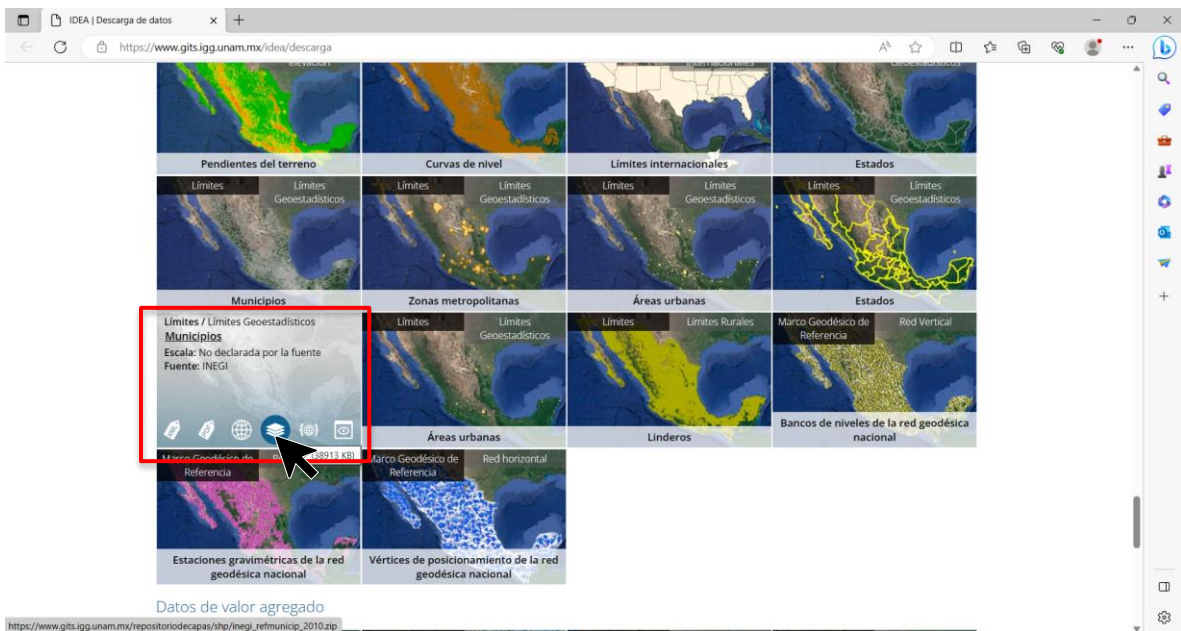 IDEA | Descarga de datos
https://www.gits.igg.unam.mx/idea/descarga
elevación
Internacionales
Geoestadísticos
Pendientes del terreno
Curvas de nivel
Límites internacionales
Estados
Límites
Límites
Geoestadísticos
Límites
Límites
Geoestadísticos
Límites
Límites
Geoestadísticos
Límites
Límites
Geoestadísticos
Municipios
Zonas metropolitanas
Áreas urbanas
Estados
Límites / Límites Geoestadísticos
Municipios
Escala: No declarada por la fuente
Fuente: INEGI
Límites
Límites
Geoestadísticos
Límites
Límites Rurales
Marco Geodésico de
Referencia
Red Vertical
Áreas urbanas
Linderos
Bancos de niveles de la red geodésica
nacional
(38913 KB)
Marco Geodésico de
Referencia
Marco Geodésico de
Referencia
Red horizontal
Estaciones gravimétricas de la red
geodésica nacional
Vértices de posicionamiento de la red
geodésica nacional
Datos de valor agregado
https://www.gits.igg.unam.mx/repositoriodecapas/shp/inegi_refmunicip_2010.zip